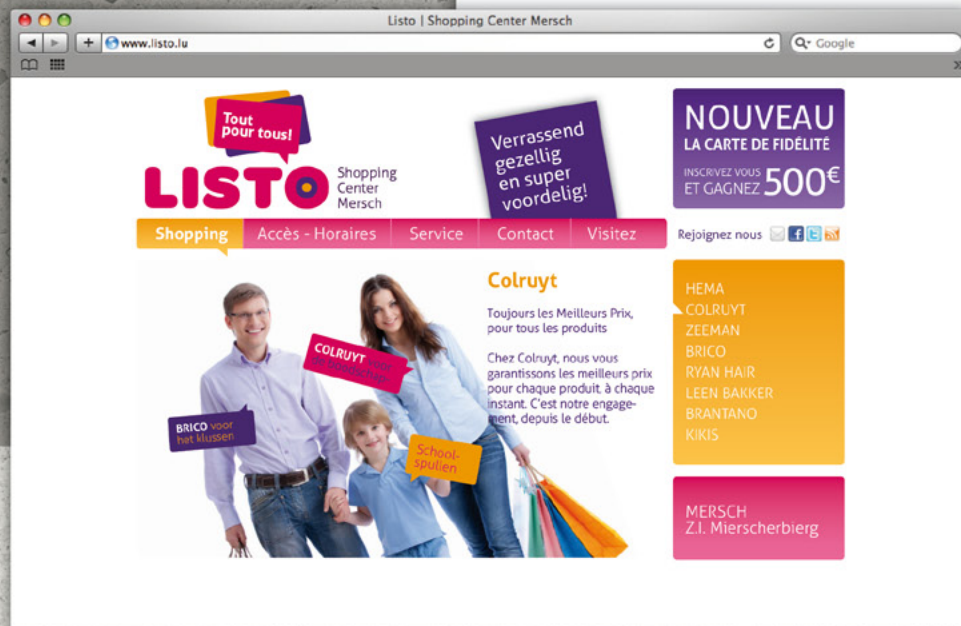 Listo | Shopping Center Mersch
www.listo.lu
Google
Tout
pour tous!
LISTO
Shopping
Center
Mersch
Verrassend
gezellig
en super
voordelig!
NOUVEAU
LA CARTE DE FIDÉLITÉ
INSCRIVEZ VOUS
ET GAGNEZ 500€
Shopping
Accès - Horaires
Service
Contact
Visitez
Rejoignez nous
Colruyt
Toujours les Meilleurs Prix,
pour tous les produits
Chez Colruyt, nous vous
garantissons les meilleurs prix
pour chaque produit, à chaque
instant. C'est notre engage-
ment, depuis le début.
COLRUYT voor
de boodschap
BRICO voor
het klussen
School-
spullen
HEMA
COLRUYT
ZEEMAN
BRICO
RYAN HAIR
LEEN BAKKER
BRANTANO
KIKIS
MERSCH
Z.I. Mierscherbierg